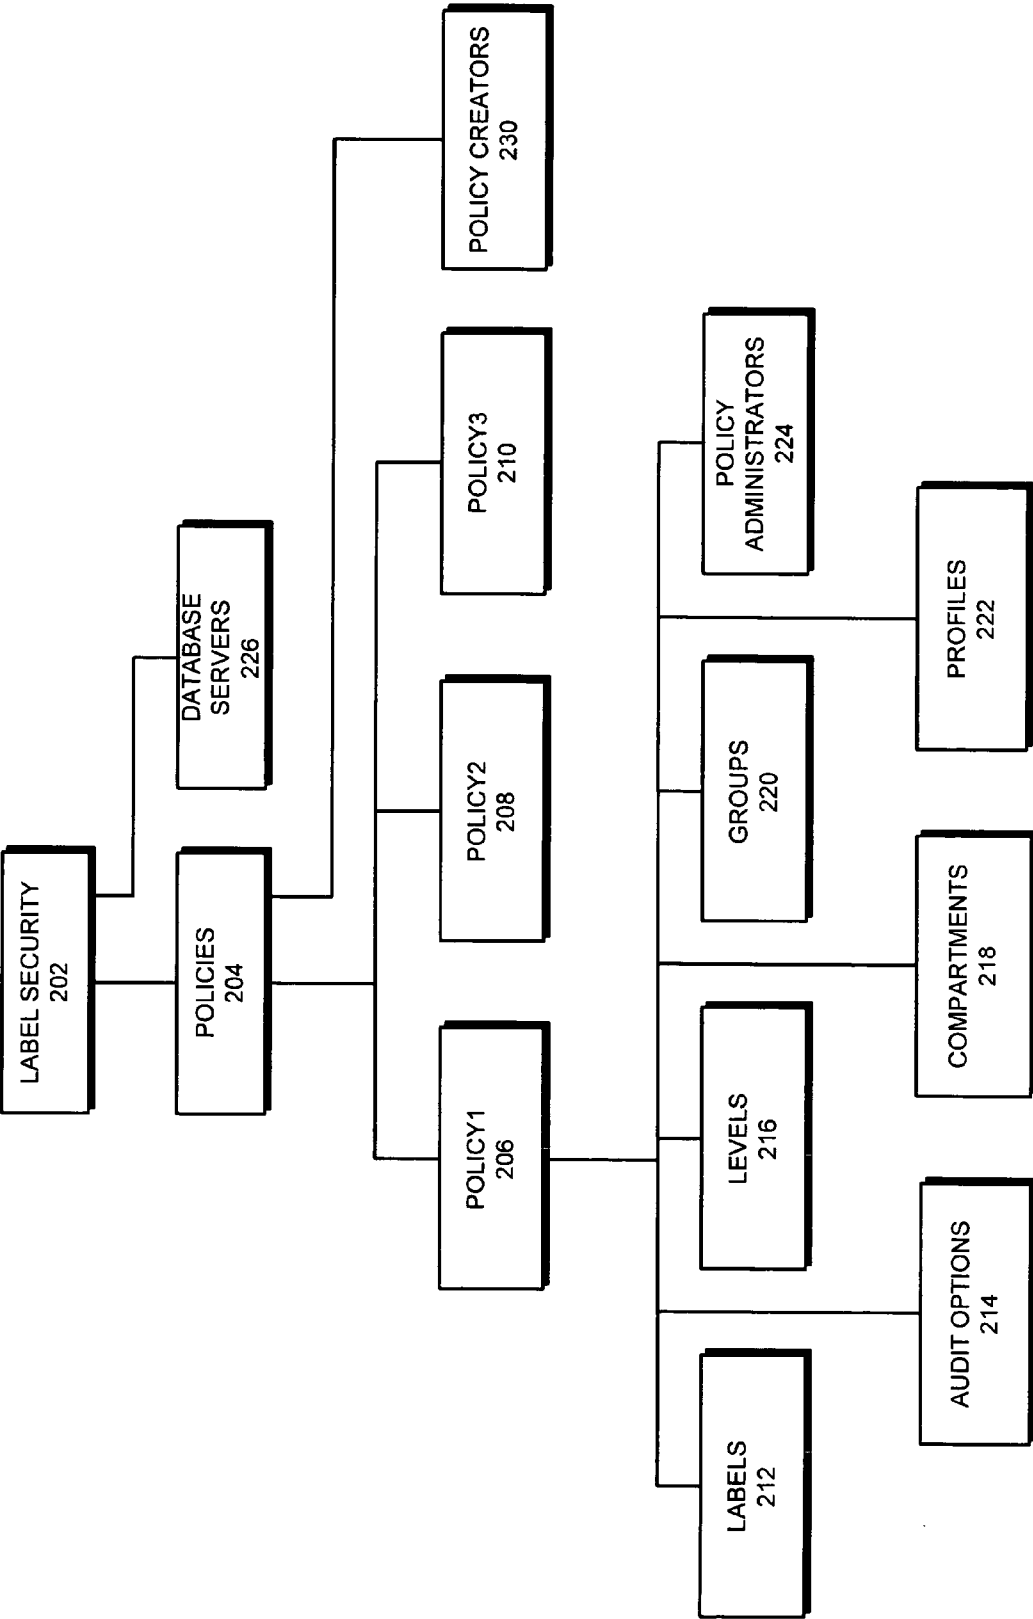 LABEL SECURITY
202
DATABASE
SERVERS
226
POLICIES
204
POLICY1
206
POLICY2
208
POLICY3
210
POLICY CREATORS
230
LABELS
212
LEVELS
216
GROUPS
220
POLICY
ADMINISTRATORS
224
AUDIT OPTIONS
214
COMPARTMENTS
218
PROFILES
222